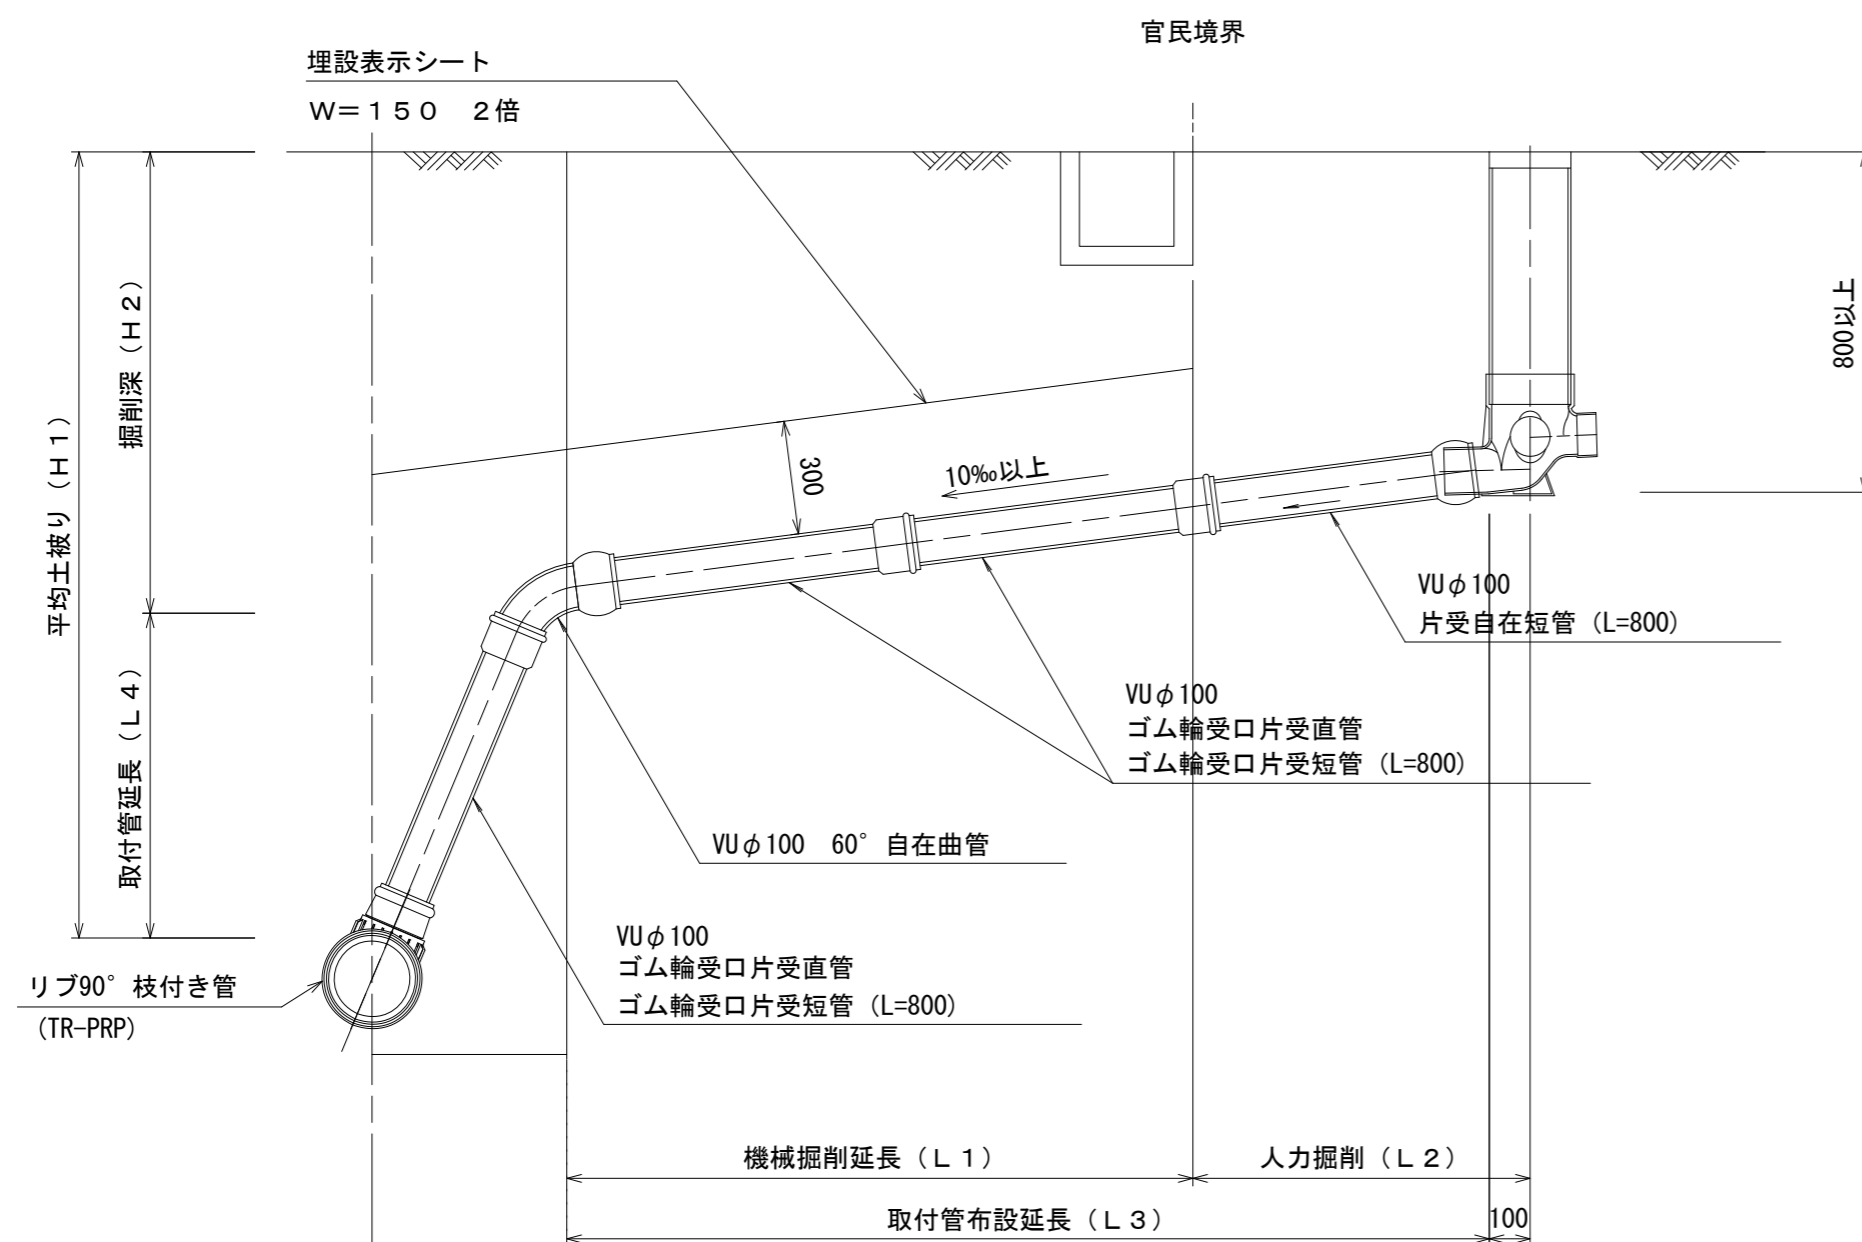 官民境界
埋設表示シート
W＝１５０　２倍
平均土被り（Ｈ１）
掘削深（Ｈ２）
取付管延長（Ｌ４）
800以上
300
10‰以上
VUφ100
片受自在短管（L=800）
VUφ100
ゴム輪受口片受直管
ゴム輪受口片受短管（L=800）
VUφ100　60°自在曲管
VUφ100
ゴム輪受口片受直管
ゴム輪受口片受短管（L=800）
リブ90°枝付き管
（TR-PRP）
機械掘削延長（Ｌ１）
人力掘削（Ｌ２）
取付管布設延長（Ｌ３）
100